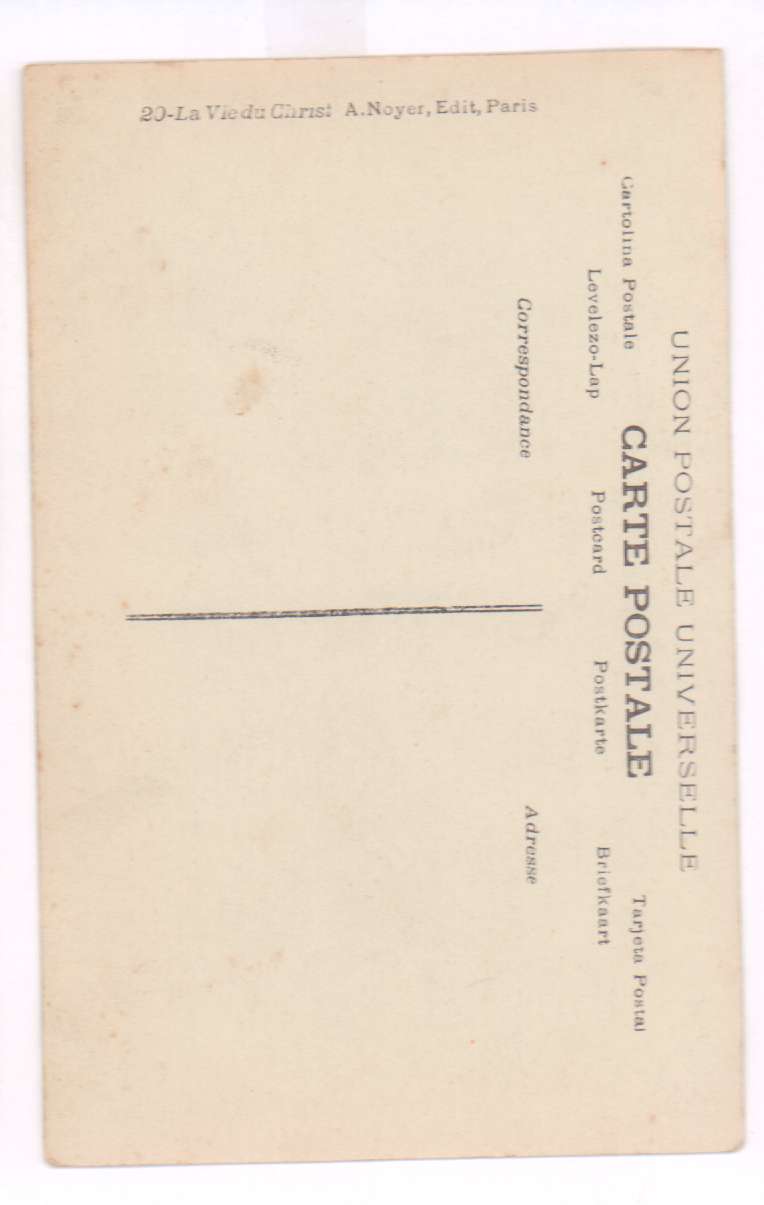 UNION POSTALE UNIVERSELLE
CARTE POSTALE
Cartolina Postale
Tarjeta Postal
Levelezo-Lap
Postcard
Postkarte
Briefkaart
Correspondance
Adresse
20-La Vie du Christ A.Noyer, Edit, Paris